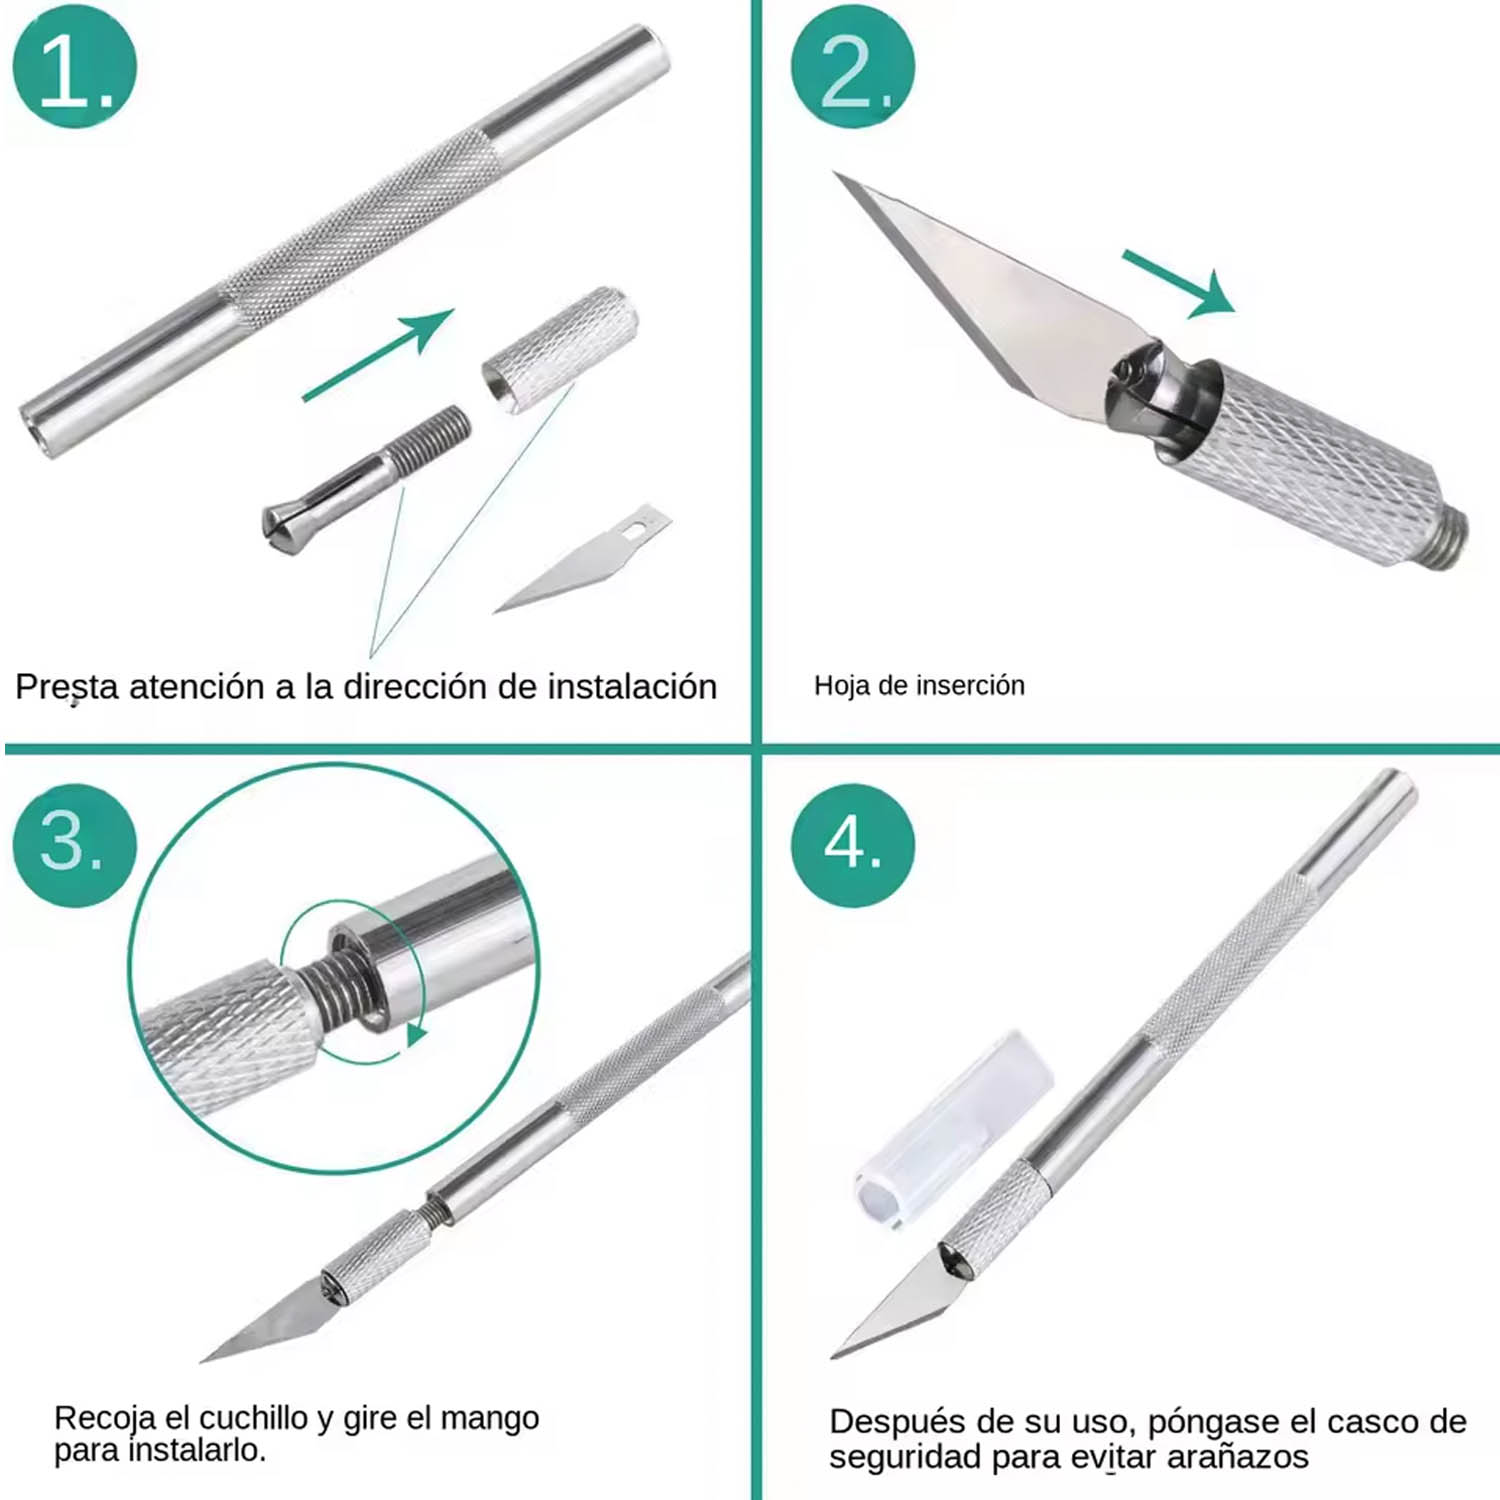 1.
2.
Presta atención a la dirección de instalación
Hoja de inserción
3.
4.
Recoja el cuchillo y gire el mango
para instalarlo.
Después de su uso, póngase el casco de
seguridad para evitar arañazos